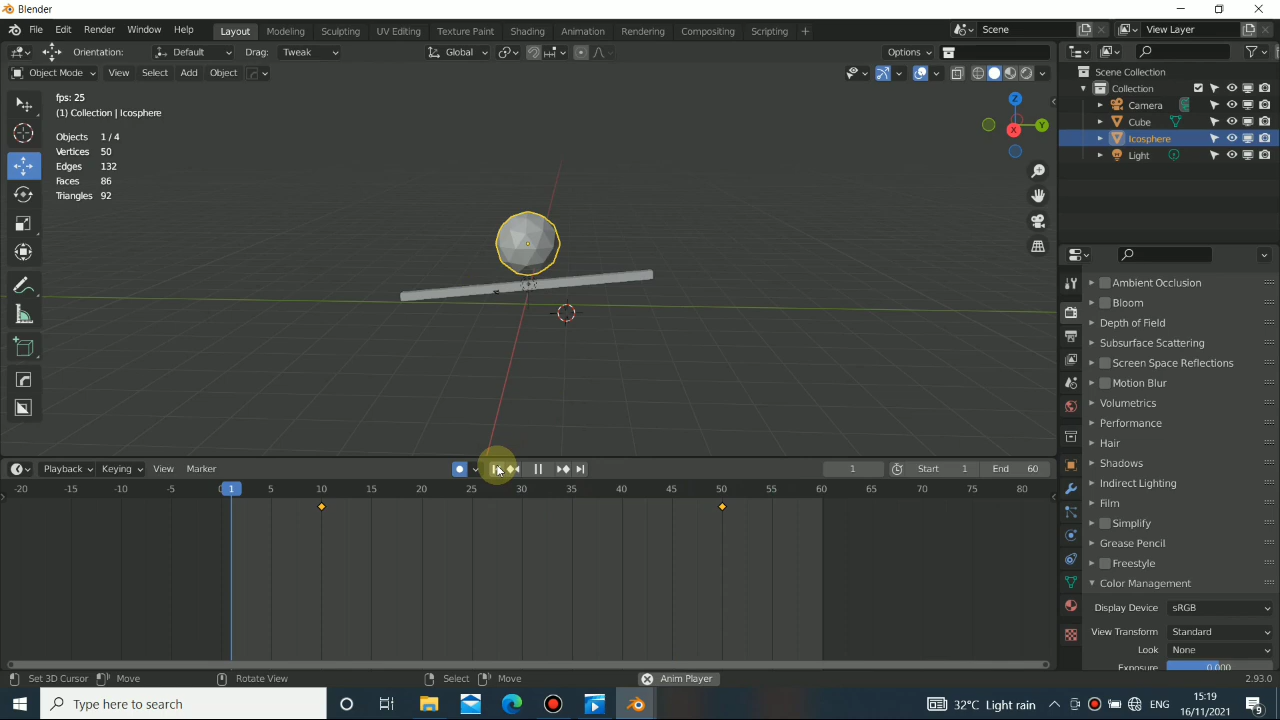 Blender
File Edit Render Window Help Layout Modeling Sculpting UV Editing Texture Paint Shading Animation Rendering Compositing Scripting + Scene View Layer
Orientation: Default Drag: Tweak Global Options
Object Mode View Select Add Object
fps: 25
(1) Collection | Icosphere
Objects 1 / 4
Vertices 50
Edges 132
Faces 86
Triangles 92
Z
Y
X
Scene Collection
Collection
Camera
Cube
Icosphere
Light
Ambient Occlusion
Bloom
Depth of Field
Subsurface Scattering
Screen Space Reflections
Motion Blur
Volumetrics
Performance
Hair
Shadows
Indirect Lighting
Film
Simplify
Grease Pencil
Freestyle
Color Management
Display Device sRGB
View Transform Standard
Look None
Exposure 0.000
Playback Keying View Marker 1 Start 1 End 60
-20 -15 -10 -5 0 1 5 10 15 20 25 30 35 40 45 50 55 60 65 70 75 80
Set 3D Cursor Move Rotate View Select Move Anim Player 2.93.0
Type here to search
32°C Light rain ENG
15:19
16/11/2021
9